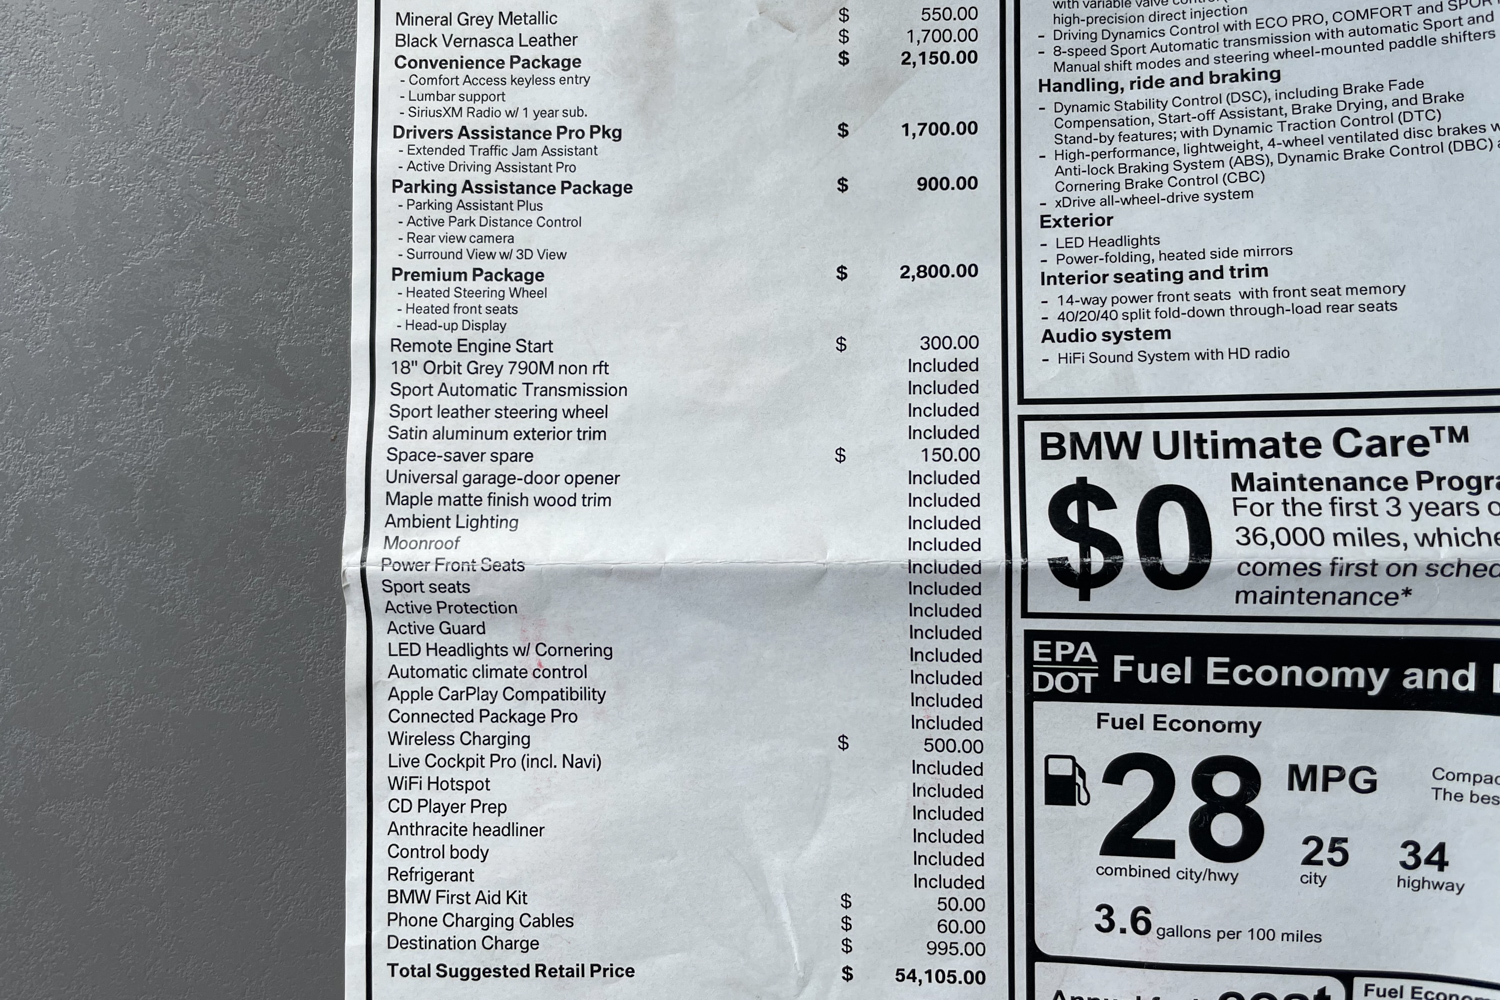 Mineral Grey Metallic $ 550.00
Black Vernasca Leather $ 1,700.00
Convenience Package $ 2,150.00
- Comfort Access keyless entry
- Lumbar support
- SiriusXM Radio w/ 1 year sub.
Drivers Assistance Pro Pkg $ 1,700.00
- Extended Traffic Jam Assistant
- Active Driving Assistant Pro
Parking Assistance Package $ 900.00
- Parking Assistant Plus
- Active Park Distance Control
- Rear view camera
- Surround View w/ 3D View
Premium Package $ 2,800.00
- Heated Steering Wheel
- Heated front seats
- Head-up Display
Remote Engine Start $ 300.00
18" Orbit Grey 790M non rft Included
Sport Automatic Transmission Included
Sport leather steering wheel Included
Satin aluminum exterior trim Included
Space-saver spare $ 150.00
Universal garage-door opener Included
Maple matte finish wood trim Included
Ambient Lighting Included
Moonroof Included
Power Front Seats Included
Sport seats Included
Active Protection Included
Active Guard Included
LED Headlights w/ Cornering Included
Automatic climate control Included
Apple CarPlay Compatibility Included
Connected Package Pro Included
Wireless Charging $ 500.00
Live Cockpit Pro (incl. Navi) Included
WiFi Hotspot Included
CD Player Prep Included
Anthracite headliner Included
Control body Included
Refrigerant Included
BMW First Aid Kit $ 50.00
Phone Charging Cables $ 60.00
Destination Charge $ 995.00
Total Suggested Retail Price $ 54,105.00
with variable valve
high-precision direct injection
- Driving Dynamics Control with ECO PRO, COMFORT and SPORT
- 8-speed Sport Automatic transmission with automatic Sport and
Manual shift modes and steering wheel-mounted paddle shifters
Handling, ride and braking
- Dynamic Stability Control (DSC), including Brake Fade
Compensation, Start-off Assistant, Brake Drying, and Brake
Stand-by features; with Dynamic Traction Control (DTC)
- High-performance, lightweight, 4-wheel ventilated disc brakes w
Anti-lock Braking System (ABS), Dynamic Brake Control (DBC)
Cornering Brake Control (CBC)
- xDrive all-wheel-drive system
Exterior
- LED Headlights
- Power-folding, heated side mirrors
Interior seating and trim
- 14-way power front seats with front seat memory
- 40/20/40 split fold-down through-load rear seats
Audio system
- HiFi Sound System with HD radio
BMW Ultimate Care™
$0
Maintenance Progra
For the first 3 years o
36,000 miles, whiche
comes first on sched
maintenance*
EPA
DOT
Fuel Economy and
Fuel Economy
28 MPG
combined city/hwy
25
city
34
highway
Compac
The bes
3.6 gallons per 100 miles
Fuel Econo